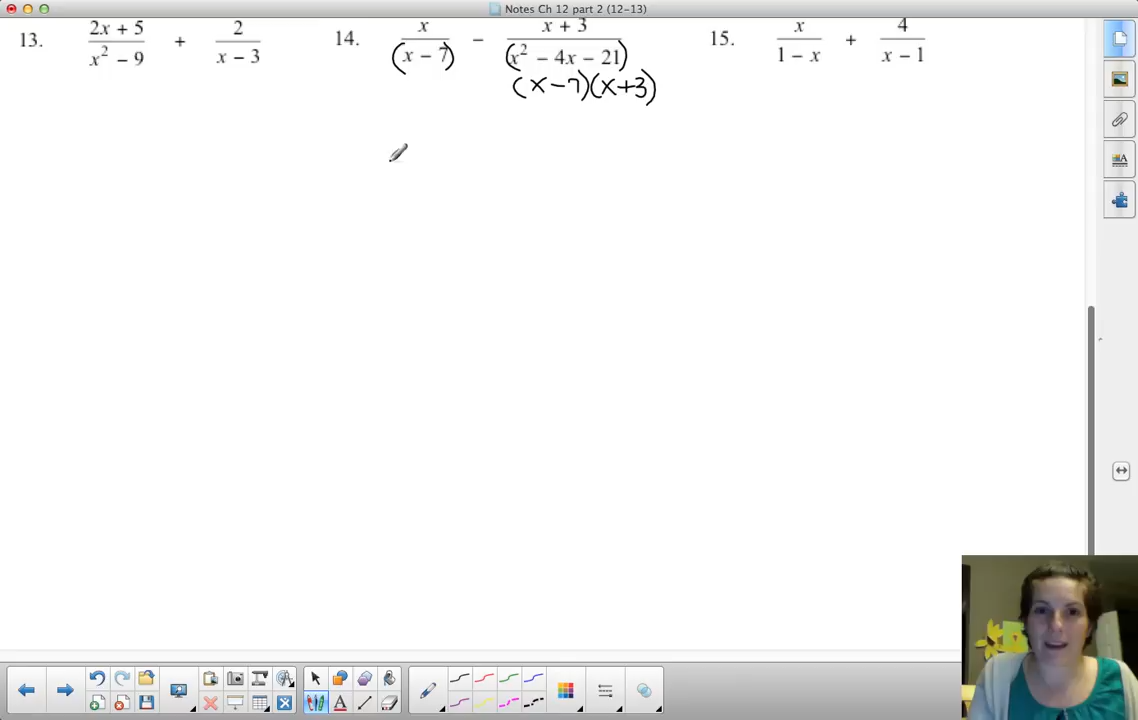 Notes Ch 12 part 2 (12-13)
13. 2x + 5 / x² − 9 + 2 / x − 3
14. x / (x − 7) − x + 3 / (x² − 4x − 21)
(x − 7)(x + 3)
15. x / 1 − x + 4 / x − 1